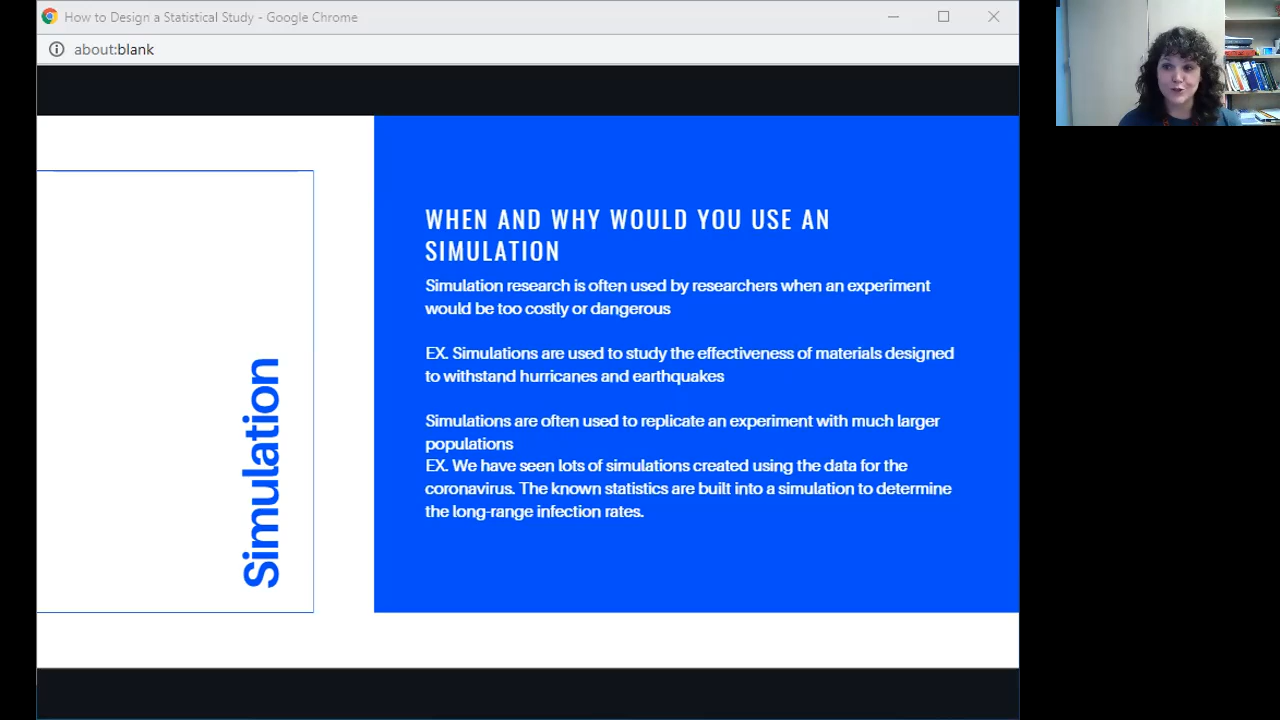 How to Design a Statistical Study - Google Chrome
about:blank
Simulation
WHEN AND WHY WOULD YOU USE AN
SIMULATION
Simulation research is often used by researchers when an experiment
would be too costly or dangerous
EX. Simulations are used to study the effectiveness of materials designed
to withstand hurricanes and earthquakes
Simulations are often used to replicate an experiment with much larger
populations
EX. We have seen lots of simulations created using the data for the
coronavirus. The known statistics are built into a simulation to determine
the long-range infection rates.